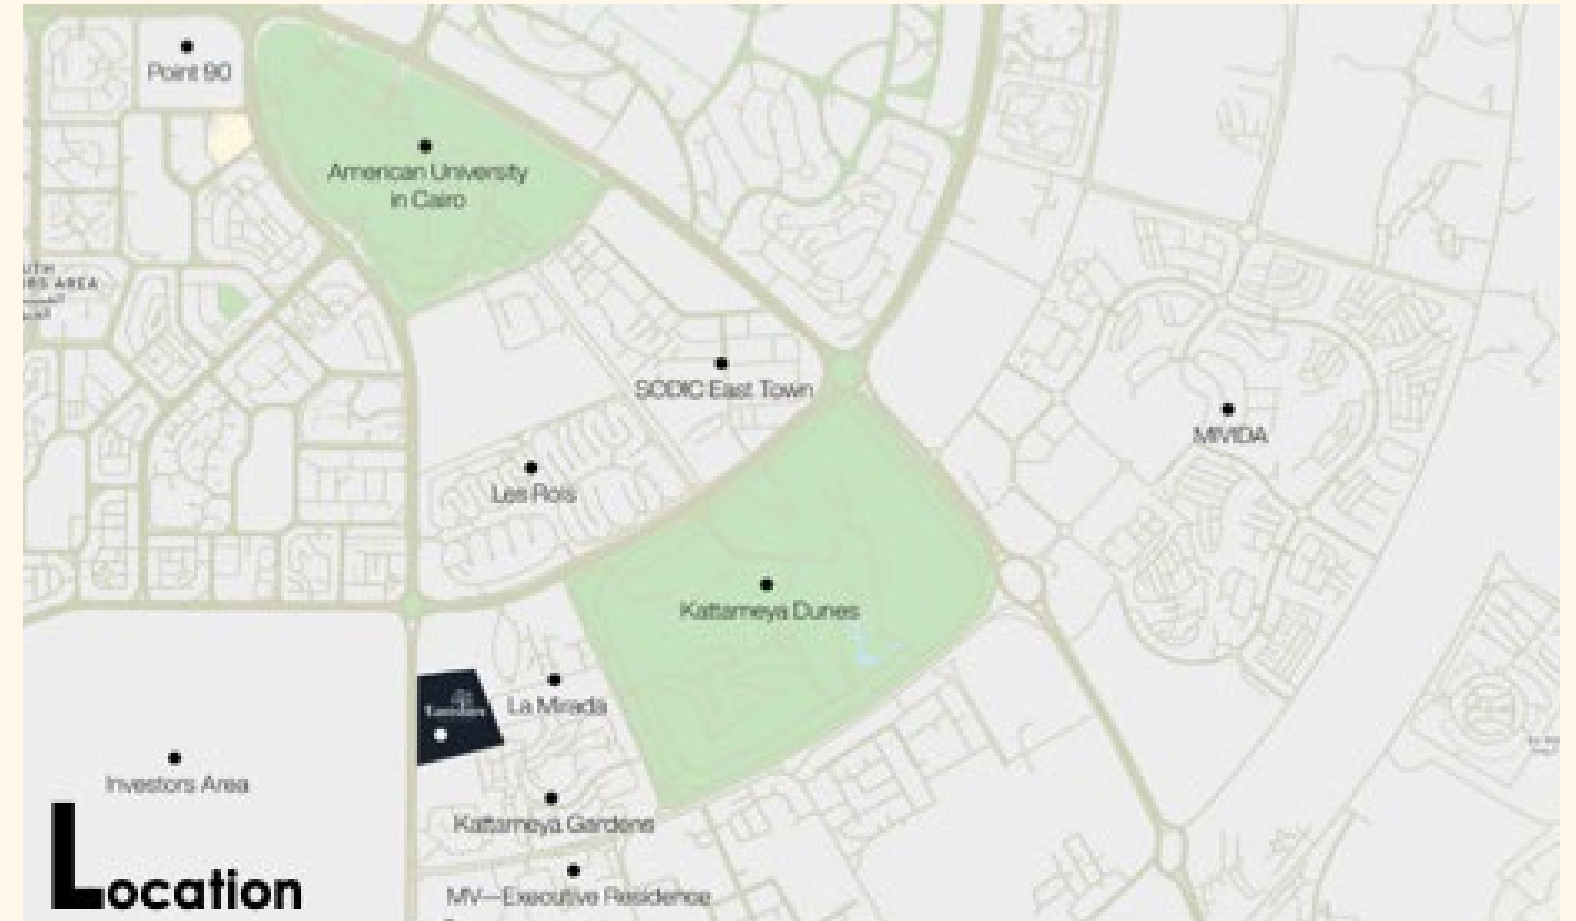 Point 90
American University
in Cairo
SODIC East Town
MIVIDA
Les Rois
Kattameya Dunes
La Mirada
Investors Area
Kattameya Gardens
MV—Executive Residence
Location